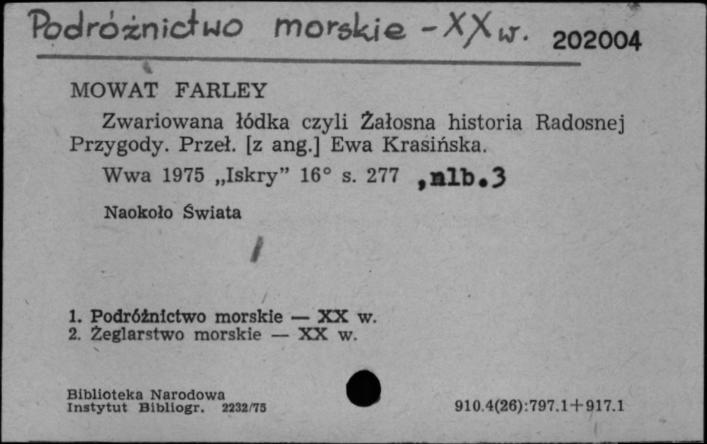 Podróżnictwo morskie - XX w. 202004
MOWAT FARLEY
Zwariowana łódka czyli Żałosna historia Radosnej
Przygody. Przeł. [z ang.] Ewa Krasińska.
Wwa 1975 „Iskry” 16° s. 277 ,nlb.3
Naokoło Świata
1. Podróżnictwo morskie — XX w.
2. Żeglarstwo morskie — XX w.
Biblioteka Narodowa
Instytut Bibliogr. 2232/75 910.4(26):797.1+917.1